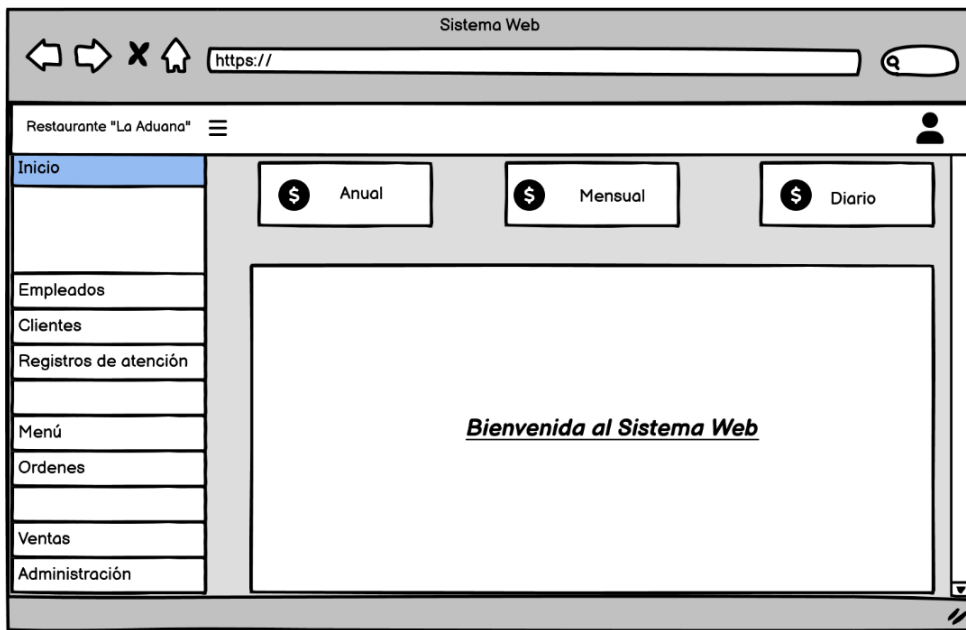 Sistema Web
https://
Restaurante "La Aduana"
Inicio
Empleados
Clientes
Registros de atención
Menú
Ordenes
Ventas
Administración
$ Anual
$ Mensual
$ Diario
Bienvenida al Sistema Web